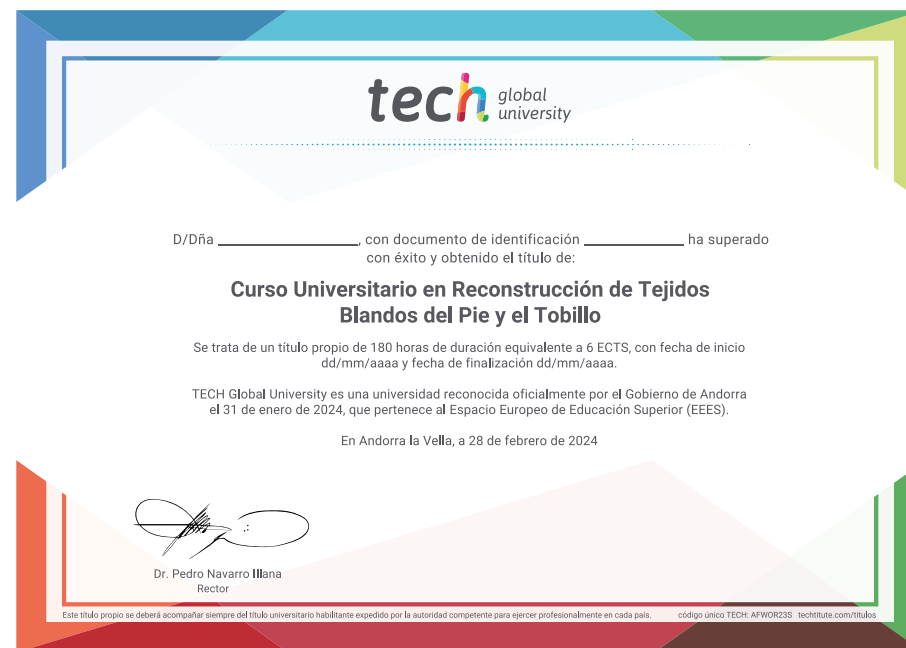 tech global university
D/Dña ____________________, con documento de identificación ______________ ha superado
con éxito y obtenido el título de:
Curso Universitario en Reconstrucción de Tejidos
Blandos del Pie y el Tobillo
Se trata de un título propio de 180 horas de duración equivalente a 6 ECTS, con fecha de inicio
dd/mm/aaaa y fecha de finalización dd/mm/aaaa.
TECH Global University es una universidad reconocida oficialmente por el Gobierno de Andorra
el 31 de enero de 2024, que pertenece al Espacio Europeo de Educación Superior (EEES).
En Andorra la Vella, a 28 de febrero de 2024
Dr. Pedro Navarro Illana
Rector
Este título propio se deberá acompañar siempre del título universitario habilitante expedido por la autoridad competente para ejercer profesionalmente en cada país. código único TECH: AFWOR23S techtitute.com/titulos